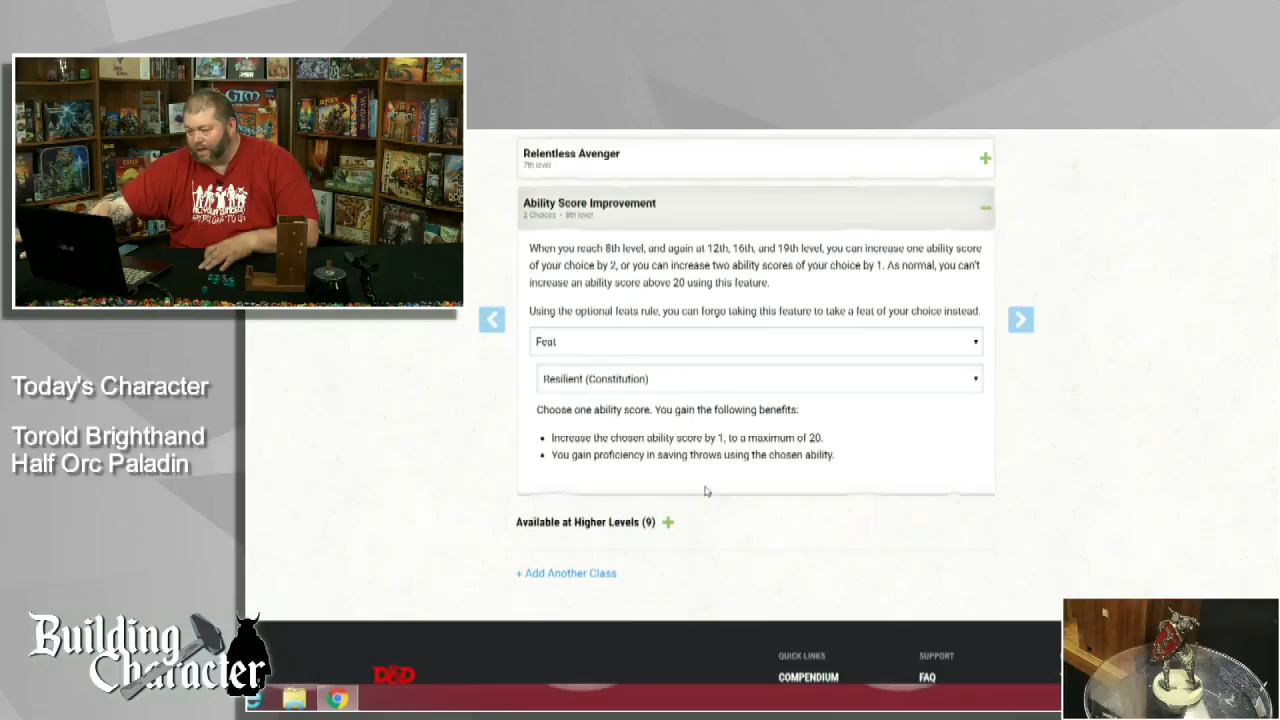 GTM
Relentless Avenger
7th level
Ability Score Improvement
2 Choices • 8th level
When you reach 8th level, and again at 12th, 16th, and 19th level, you can increase one ability score
of your choice by 2, or you can increase two ability scores of your choice by 1. As normal, you can't
increase an ability score above 20 using this feature.
Using the optional feats rule, you can forgo taking this feature to take a feat of your choice instead.
Feat
Resilient (Constitution)
Choose one ability score. You gain the following benefits:
• Increase the chosen ability score by 1, to a maximum of 20.
• You gain proficiency in saving throws using the chosen ability.
Available at Higher Levels (9)
+ Add Another Class
Today's Character
Torold Brighthand
Half Orc Paladin
Building
Character
D&D
QUICK LINKS
SUPPORT
COMPENDIUM
FAQ